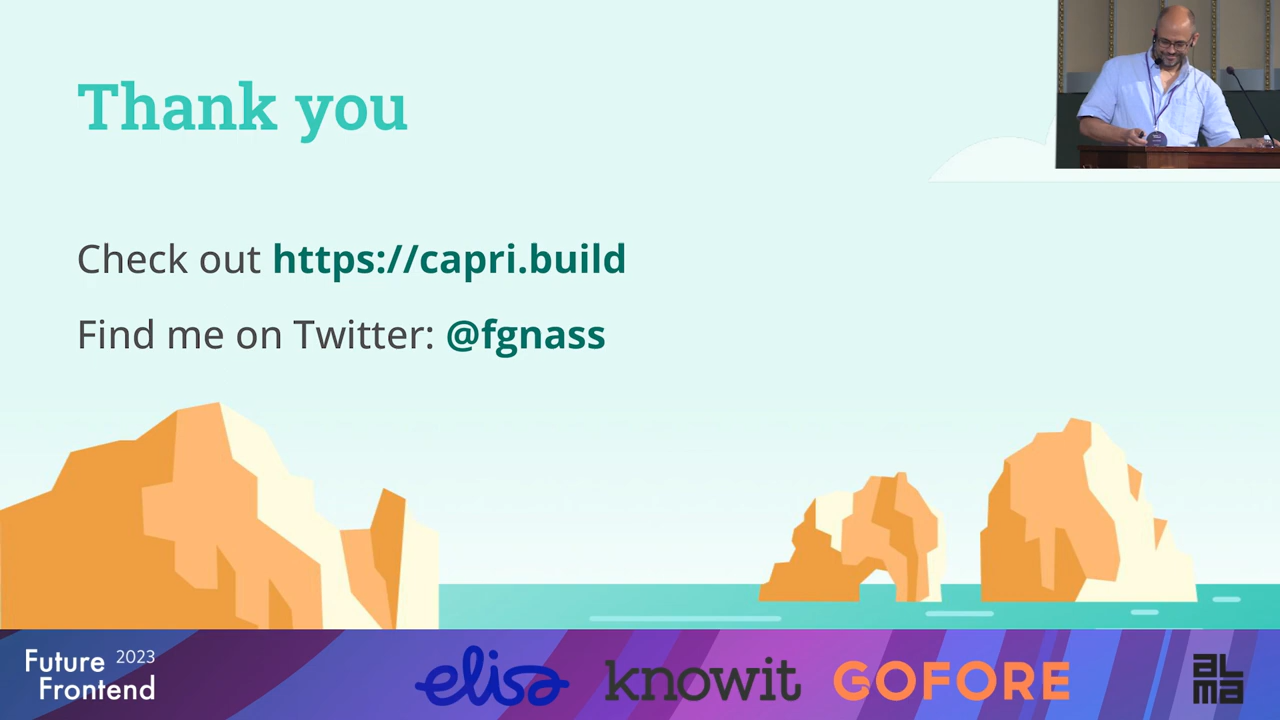 Thank you
Check out https://capri.build
Find me on Twitter: @fgnass
Future 2023
Frontend
elisa
knowit
GOFORE
aL
ma